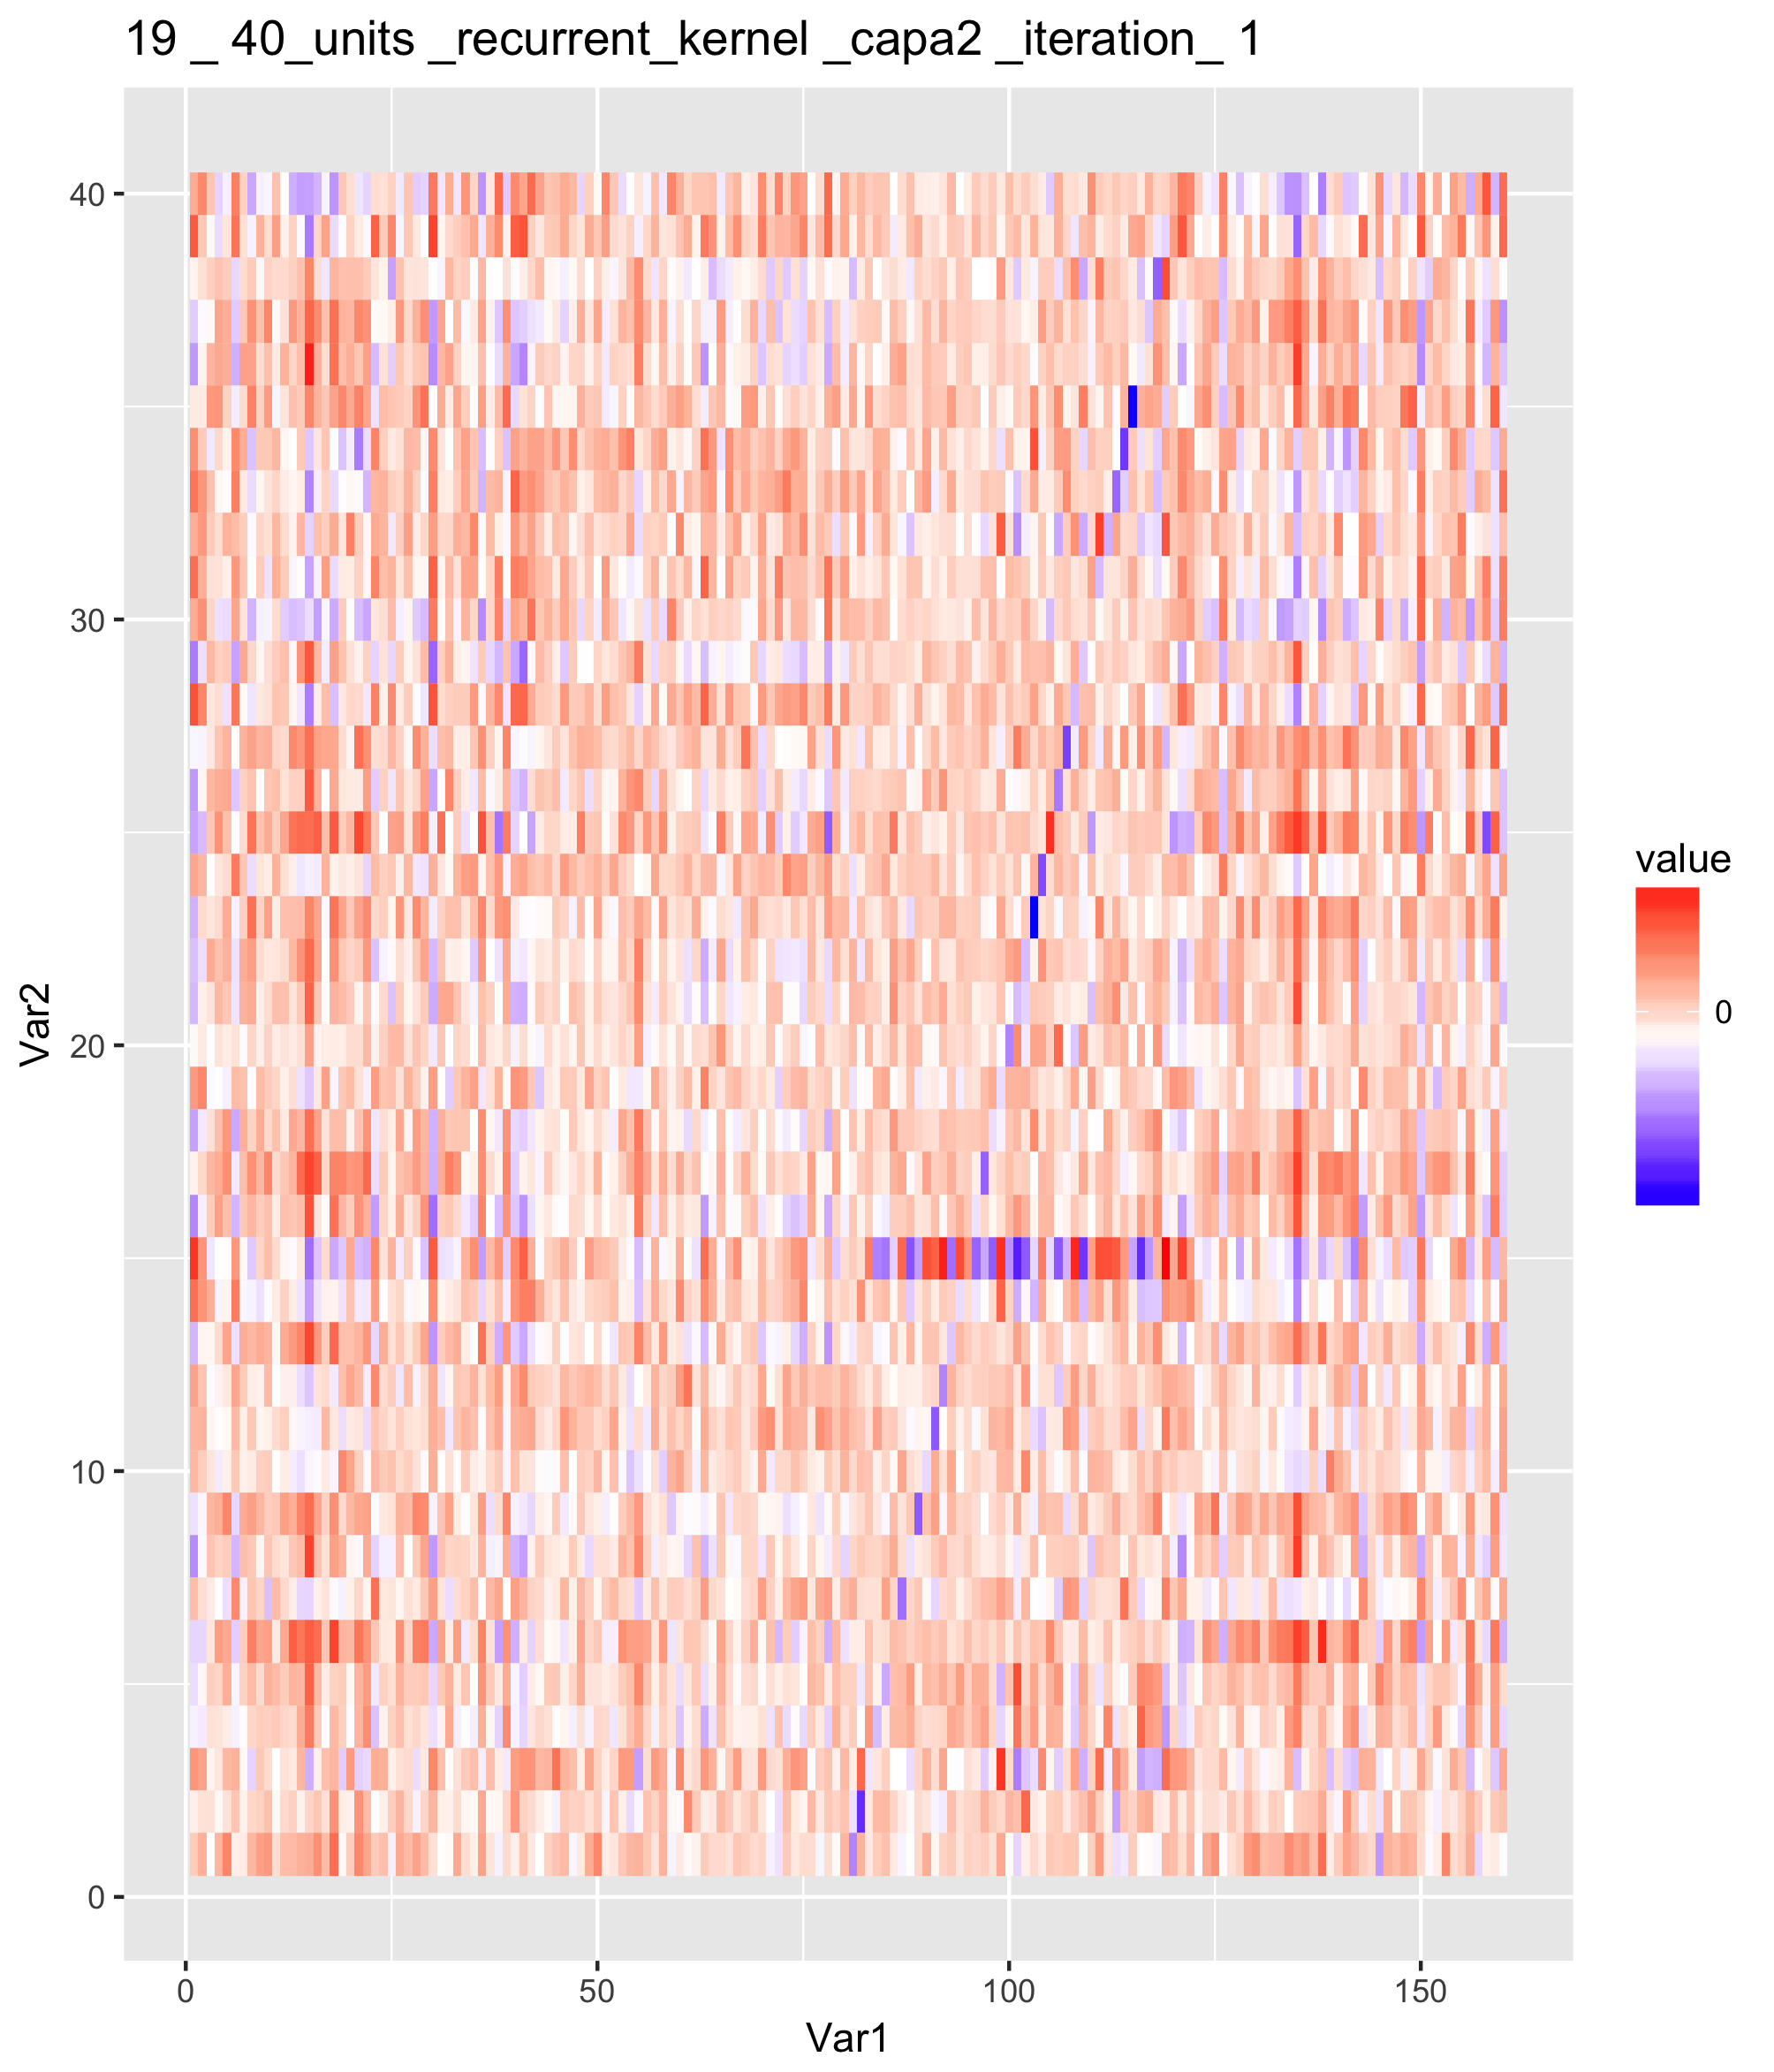 19 _ 40_units _recurrent_kernel _capa2 _iteration_ 1
40
30
20
10
0
Var2
0 50 100 150
Var1
value
0